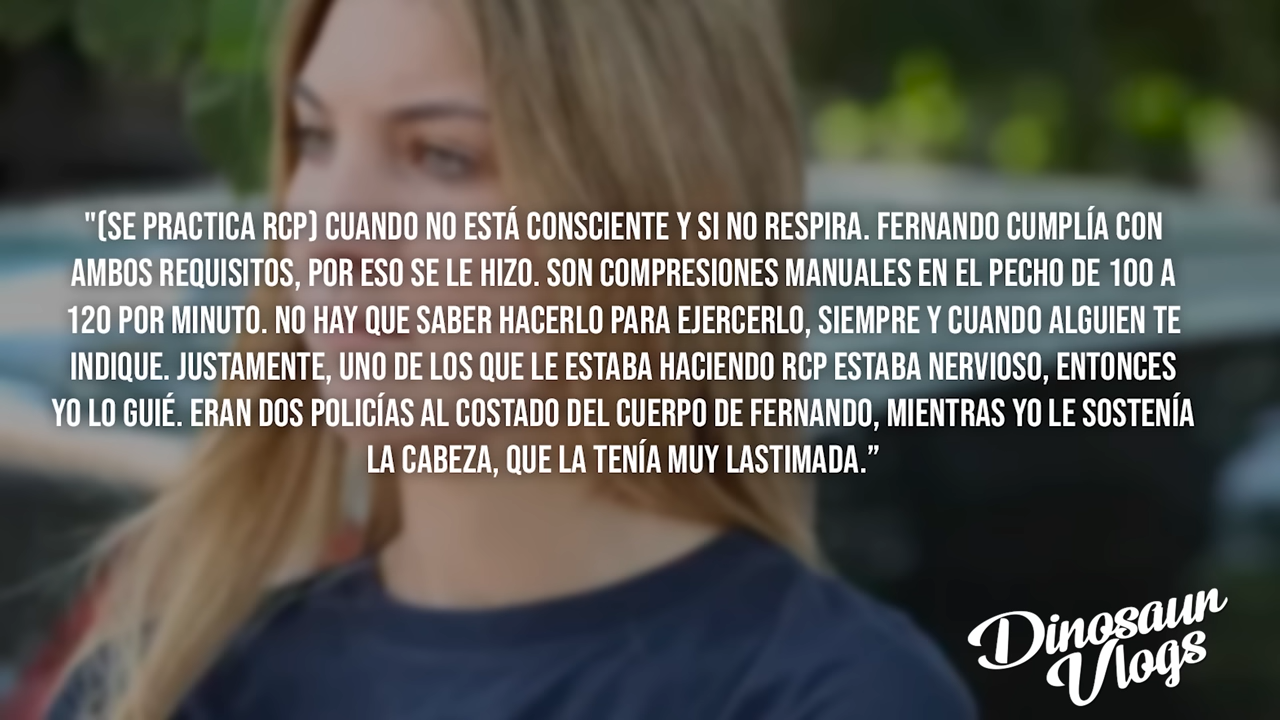 "(SE PRACTICA RCP) CUANDO NO ESTÁ CONSCIENTE Y SI NO RESPIRA. FERNANDO CUMPLÍA CON
AMBOS REQUISITOS, POR ESO SE LE HIZO. SON COMPRESIONES MANUALES EN EL PECHO DE 100 A
120 POR MINUTO. NO HAY QUE SABER HACERLO PARA EJERCERLO, SIEMPRE Y CUANDO ALGUIEN TE
INDIQUE. JUSTAMENTE, UNO DE LOS QUE LE ESTABA HACIENDO RCP ESTABA NERVIOSO, ENTONCES
YO LO GUIÉ. ERAN DOS POLICÍAS AL COSTADO DEL CUERPO DE FERNANDO, MIENTRAS YO LE SOSTENÍA
LA CABEZA, QUE LA TENÍA MUY LASTIMADA.”
Dinosaur
Vlogs